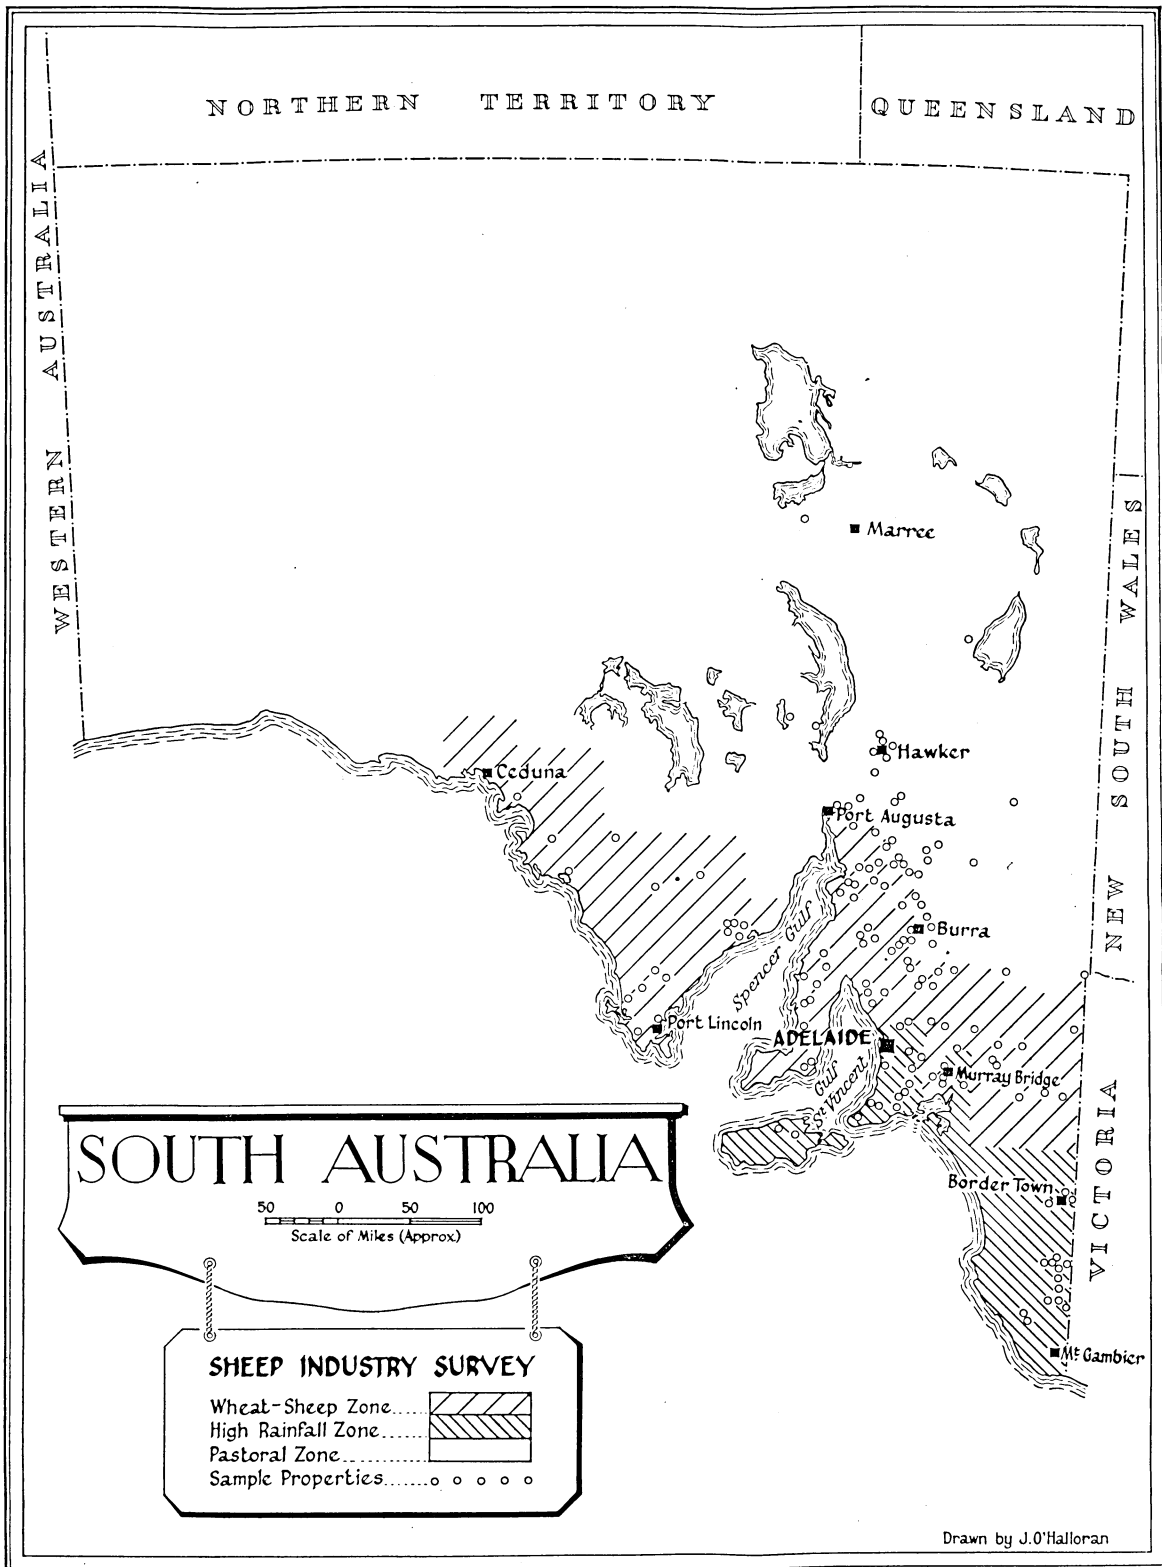 NORTHERN TERRITORY
QUEENSLAND
WESTERN AUSTRALIA
Marree
NEW SOUTH WALES
Hawker
Ceduna
Port Augusta
Spencer Gulf
Burra
Port Lincoln
ADELAIDE
Gulf
St Vincent
Murray Bridge
VICTORIA
Border Town
Mt Gambier
SOUTH AUSTRALIA
50 0 50 100
Scale of Miles (Approx.)
SHEEP INDUSTRY SURVEY
Wheat-Sheep Zone.....
High Rainfall Zone......
Pastoral Zone............
Sample Properties......
Drawn by J.O'Halloran